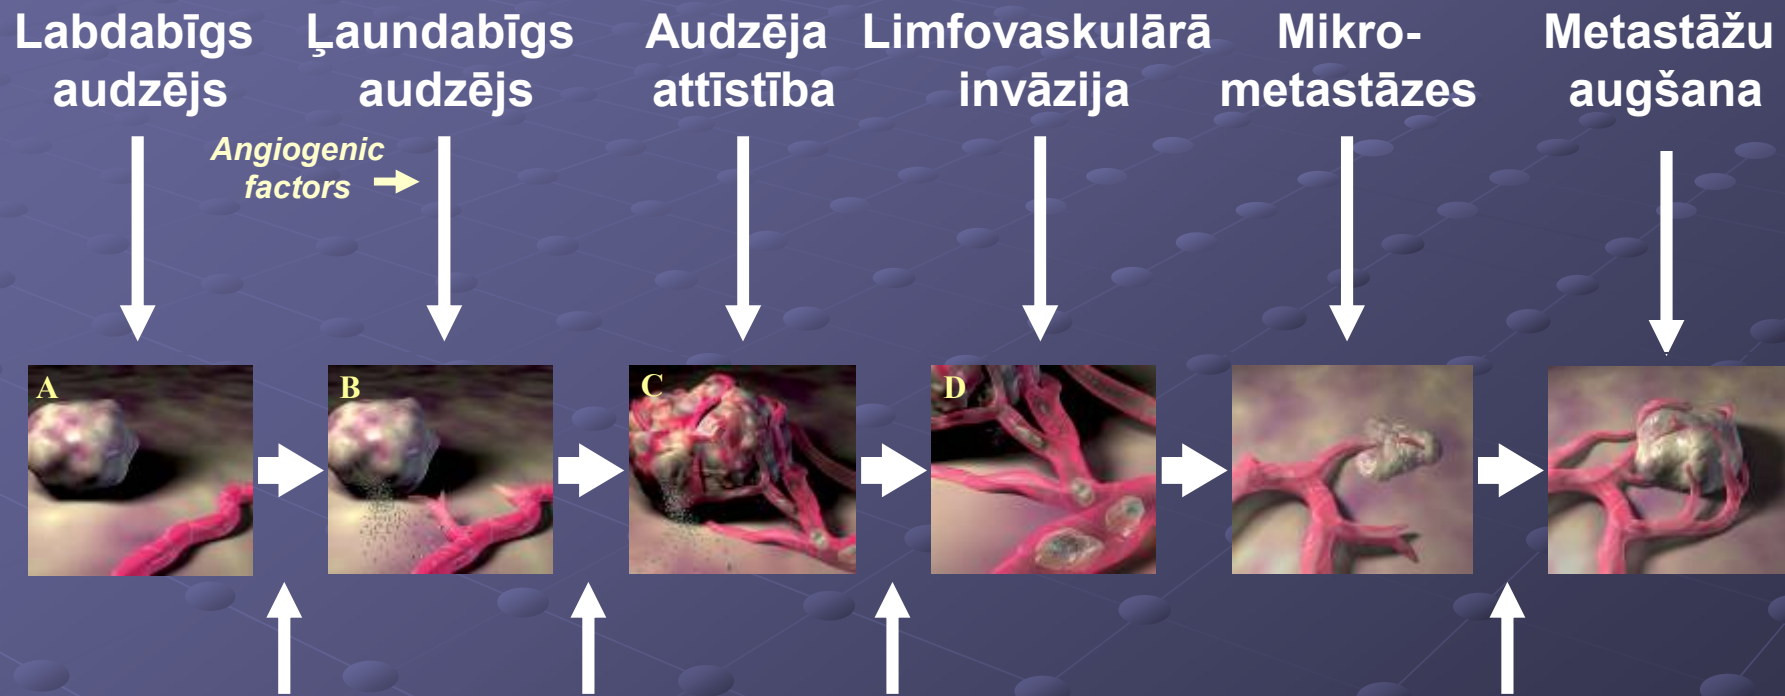 Labdabīgs
audzējs
Ļaundabīgs
audzējs
Audzēja
attīstība
Limfovaskulārā
invāzija
Mikro-
metastāzes
Metastāžu
augšana
Angiogenic
factors
A
B
C
D